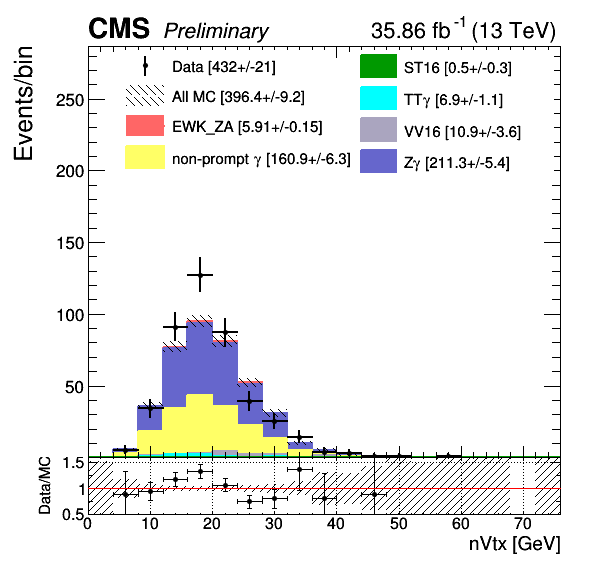 CMS Preliminary 35.86 fb⁻¹ (13 TeV)
Events/bin
Data [432+/-21]
All MC [396.4+/-9.2]
EWK_ZA [5.91+/-0.15]
non-prompt γ [160.9+/-6.3]
ST16 [0.5+/-0.3]
TTγ [6.9+/-1.1]
VV16 [10.9+/-3.6]
Zγ [211.3+/-5.4]
250
200
150
100
50
Data/MC
1.5
1
0.5
0 10 20 30 40 50 60 70
nVtx [GeV]